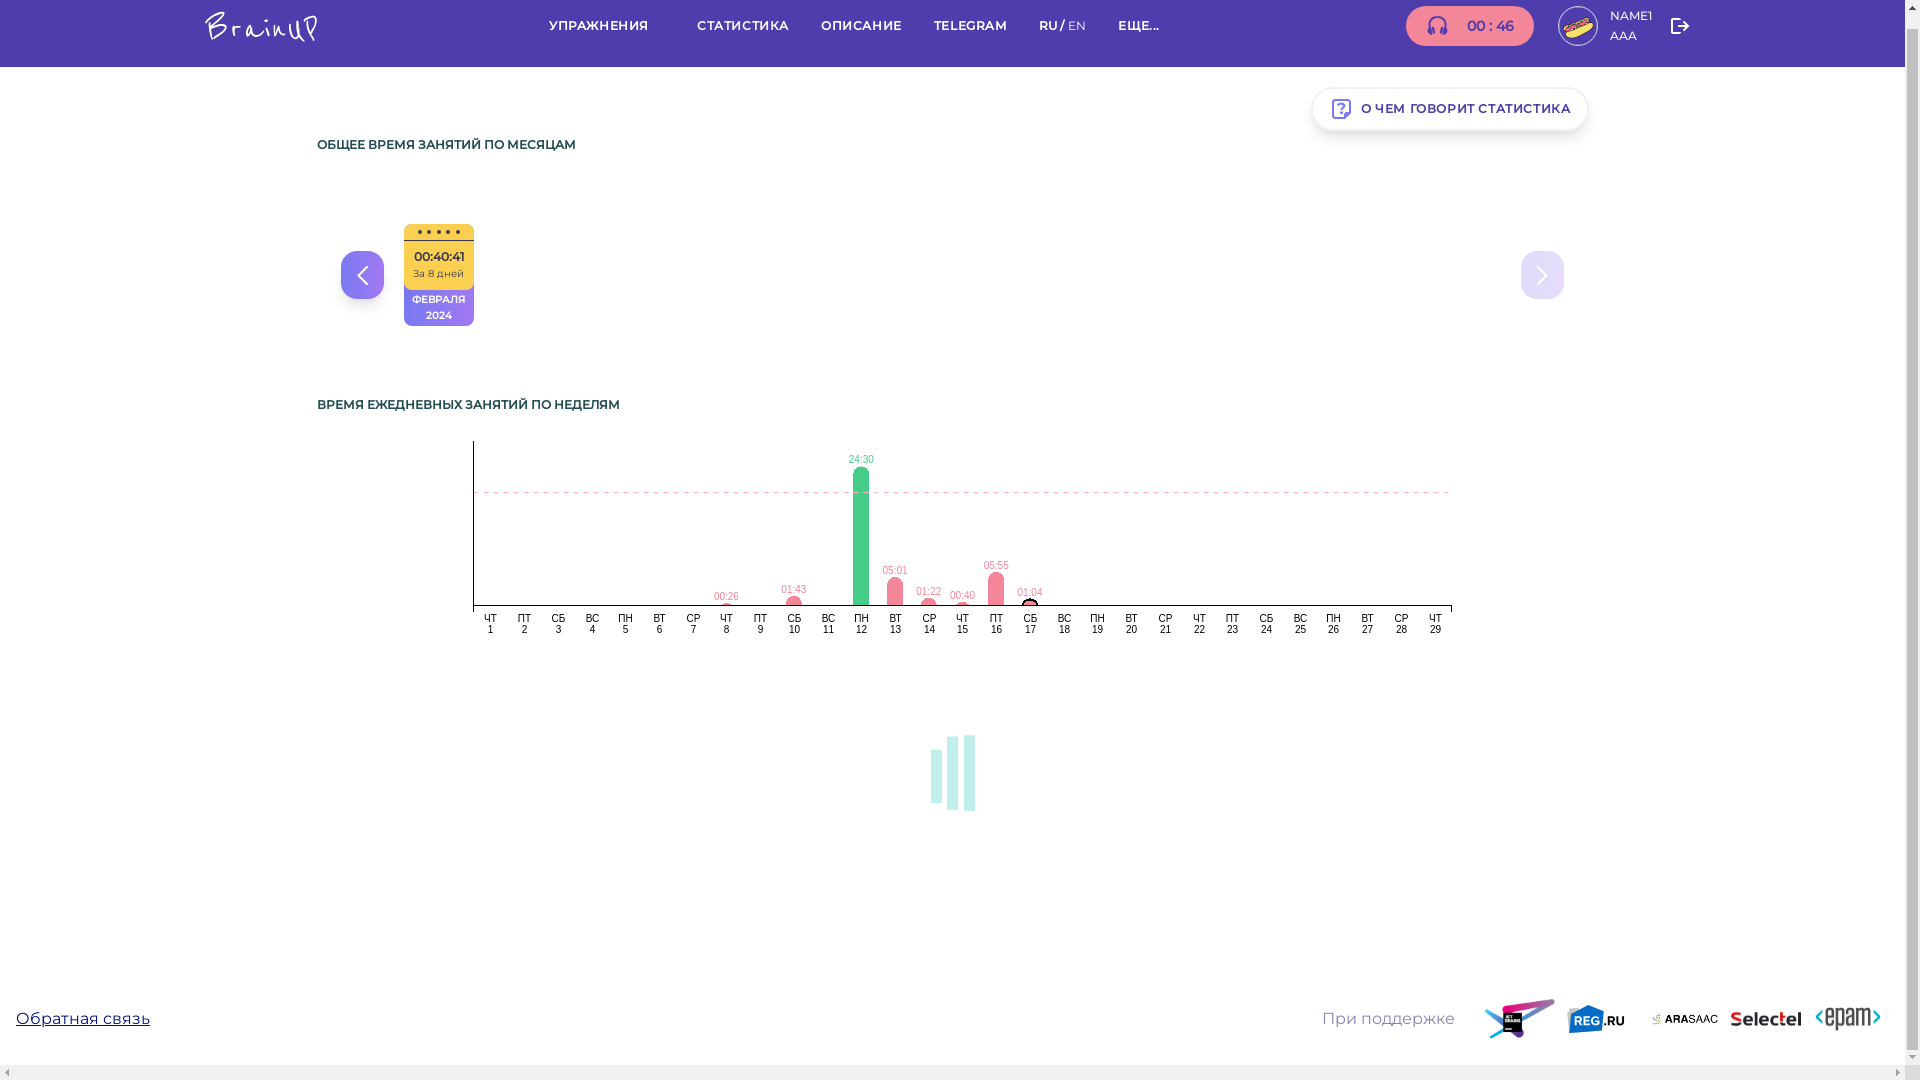 BrainUP
УПРАЖНЕНИЯ СТАТИСТИКА ОПИСАНИЕ TELEGRAM RU / EN ЕЩЕ...
00 : 46
NAME1
AAA
О ЧЕМ ГОВОРИТ СТАТИСТИКА
ОБЩЕЕ ВРЕМЯ ЗАНЯТИЙ ПО МЕСЯЦАМ
00:40:41
За 8 дней
ФЕВРАЛЯ
2024
ВРЕМЯ ЕЖЕДНЕВНЫХ ЗАНЯТИЙ ПО НЕДЕЛЯМ
00:26 01:43 24:30 05:01 01:22 00:40 05:55 01:04
ЧТ ПТ СБ ВС ПН ВТ СР ЧТ ПТ СБ ВС ПН ВТ СР ЧТ ПТ СБ ВС ПН ВТ СР ЧТ ПТ СБ ВС ПН ВТ СР ЧТ
1 2 3 4 5 6 7 8 9 10 11 12 13 14 15 16 17 18 19 20 21 22 23 24 25 26 27 28 29
Обратная связь
При поддержке
JET BRAINS
REG.RU
ARASAAC
Selectel
<epam>